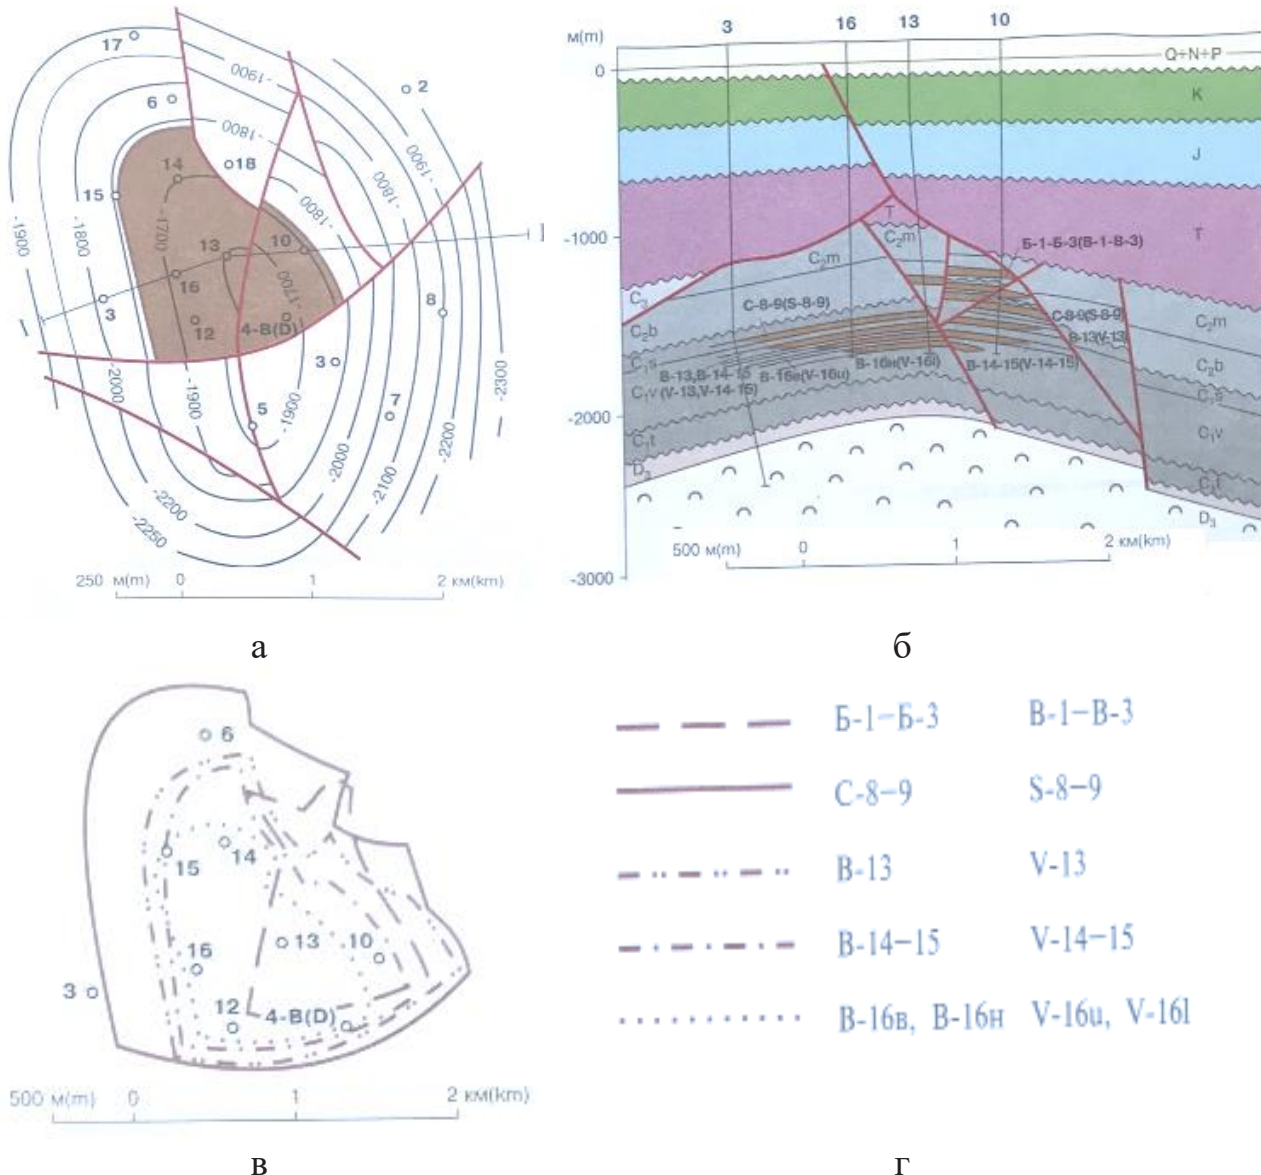 17
6
2
18
14
15
13
10
16
3
12
4-В(D)
8
3
7
5
-1900
-1800
-1900
-1800
-1800
-1700
-1900
-1800
-1700
-2000
-1900
-1900
-2000
-2100
-2200
-2300
-2200
-2250
250 м(m) 0 1 2 км(km)
а
м(m) 3 16 13 10
0
-1000
-2000
-3000
Q+N+P
K
J
T
T
C₂m
C₂m
Б-1-Б-3(В-1-В-3)
C₃
С-8-9(S-8-9)
С-8-9(S-8-9)
C₂m
C₂b
В-13(V-13)
C₁s
В-13,В-14-15
(V-13,V-14-15)
В-16в(V-16u)
В-16н(V-16l)
В-14-15(V-14-15)
C₂b
C₁s
C₁v
C₁v
C₁t
C₁t
D₃
D₃
500 м(m) 0 1 2 км(km)
б
6
14
15
16
13
10
3
12
4-В(D)
500 м(m) 0 1 2 км(km)
в
Б-1–Б-3 В-1–В-3
С-8–9 S-8–9
В-13 V-13
В-14–15 V-14–15
В-16в, В-16н V-16u, V-16l
г